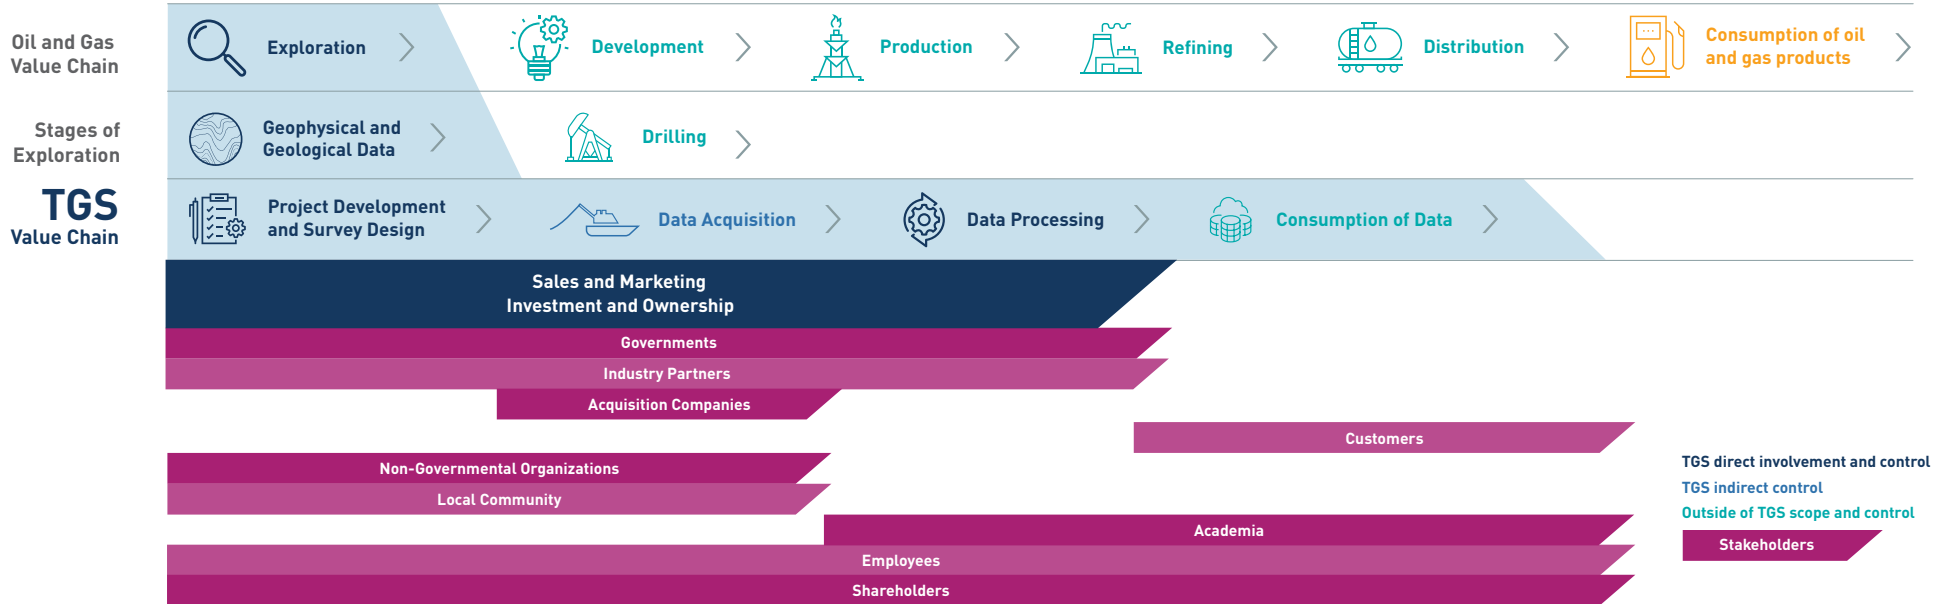 Oil and Gas
Value Chain
Exploration
Development
Production
Refining
Distribution
Consumption of oil
and gas products
Stages of
Exploration
Geophysical and
Geological Data
Drilling
TGS
Value Chain
Project Development
and Survey Design
Data Acquisition
Data Processing
Consumption of Data
Sales and Marketing
Investment and Ownership
Governments
Industry Partners
Acquisition Companies
Customers
Non-Governmental Organizations
Local Community
Academia
Employees
Shareholders
TGS direct involvement and control
TGS indirect control
Outside of TGS scope and control
Stakeholders